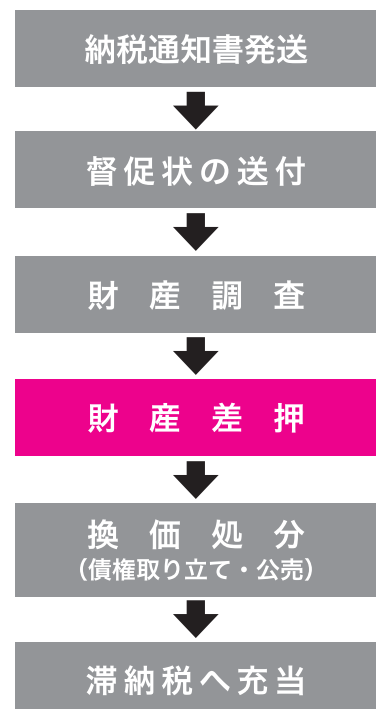 納税通知書発送
督促状の送付
財産調査
財産差押
換価処分
（債権取り立て・公売）
滞納税へ充当